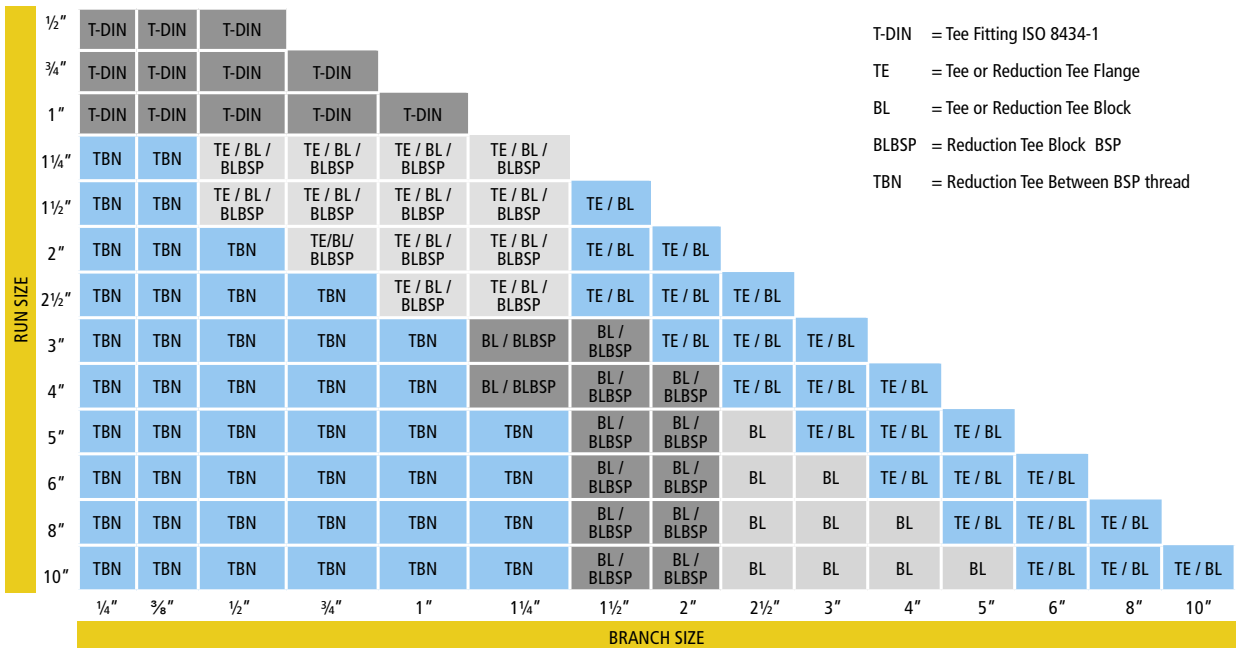 ½” T-DIN T-DIN T-DIN
¾” T-DIN T-DIN T-DIN T-DIN
1” T-DIN T-DIN T-DIN T-DIN T-DIN
1¼” TBN TBN TE / BL / BLBSP TE / BL / BLBSP TE / BL / BLBSP TE / BL / BLBSP
1½” TBN TBN TE / BL / BLBSP TE / BL / BLBSP TE / BL / BLBSP TE / BL / BLBSP TE / BL
2” TBN TBN TBN TE/BL/ BLBSP TE / BL / BLBSP TE / BL / BLBSP TE / BL TE / BL
2½” TBN TBN TBN TBN TE / BL / BLBSP TE / BL / BLBSP TE / BL TE / BL TE / BL
3” TBN TBN TBN TBN TBN BL / BLBSP BL / BLBSP TE / BL TE / BL TE / BL
4” TBN TBN TBN TBN TBN BL / BLBSP BL / BLBSP BL / BLBSP TE / BL TE / BL TE / BL
5” TBN TBN TBN TBN TBN TBN BL / BLBSP BL / BLBSP BL TE / BL TE / BL TE / BL
6” TBN TBN TBN TBN TBN TBN BL / BLBSP BL / BLBSP BL BL TE / BL TE / BL TE / BL
8” TBN TBN TBN TBN TBN TBN BL / BLBSP BL / BLBSP BL BL BL TE / BL TE / BL TE / BL
10” TBN TBN TBN TBN TBN TBN BL / BLBSP BL / BLBSP BL BL BL BL TE / BL TE / BL TE / BL
¼” ⅜” ½” ¾” 1” 1¼” 1½” 2” 2½” 3” 4” 5” 6” 8” 10”
RUN SIZE
BRANCH SIZE
T-DIN = Tee Fitting ISO 8434-1
TE = Tee or Reduction Tee Flange
BL = Tee or Reduction Tee Block
BLBSP = Reduction Tee Block BSP
TBN = Reduction Tee Between BSP thread